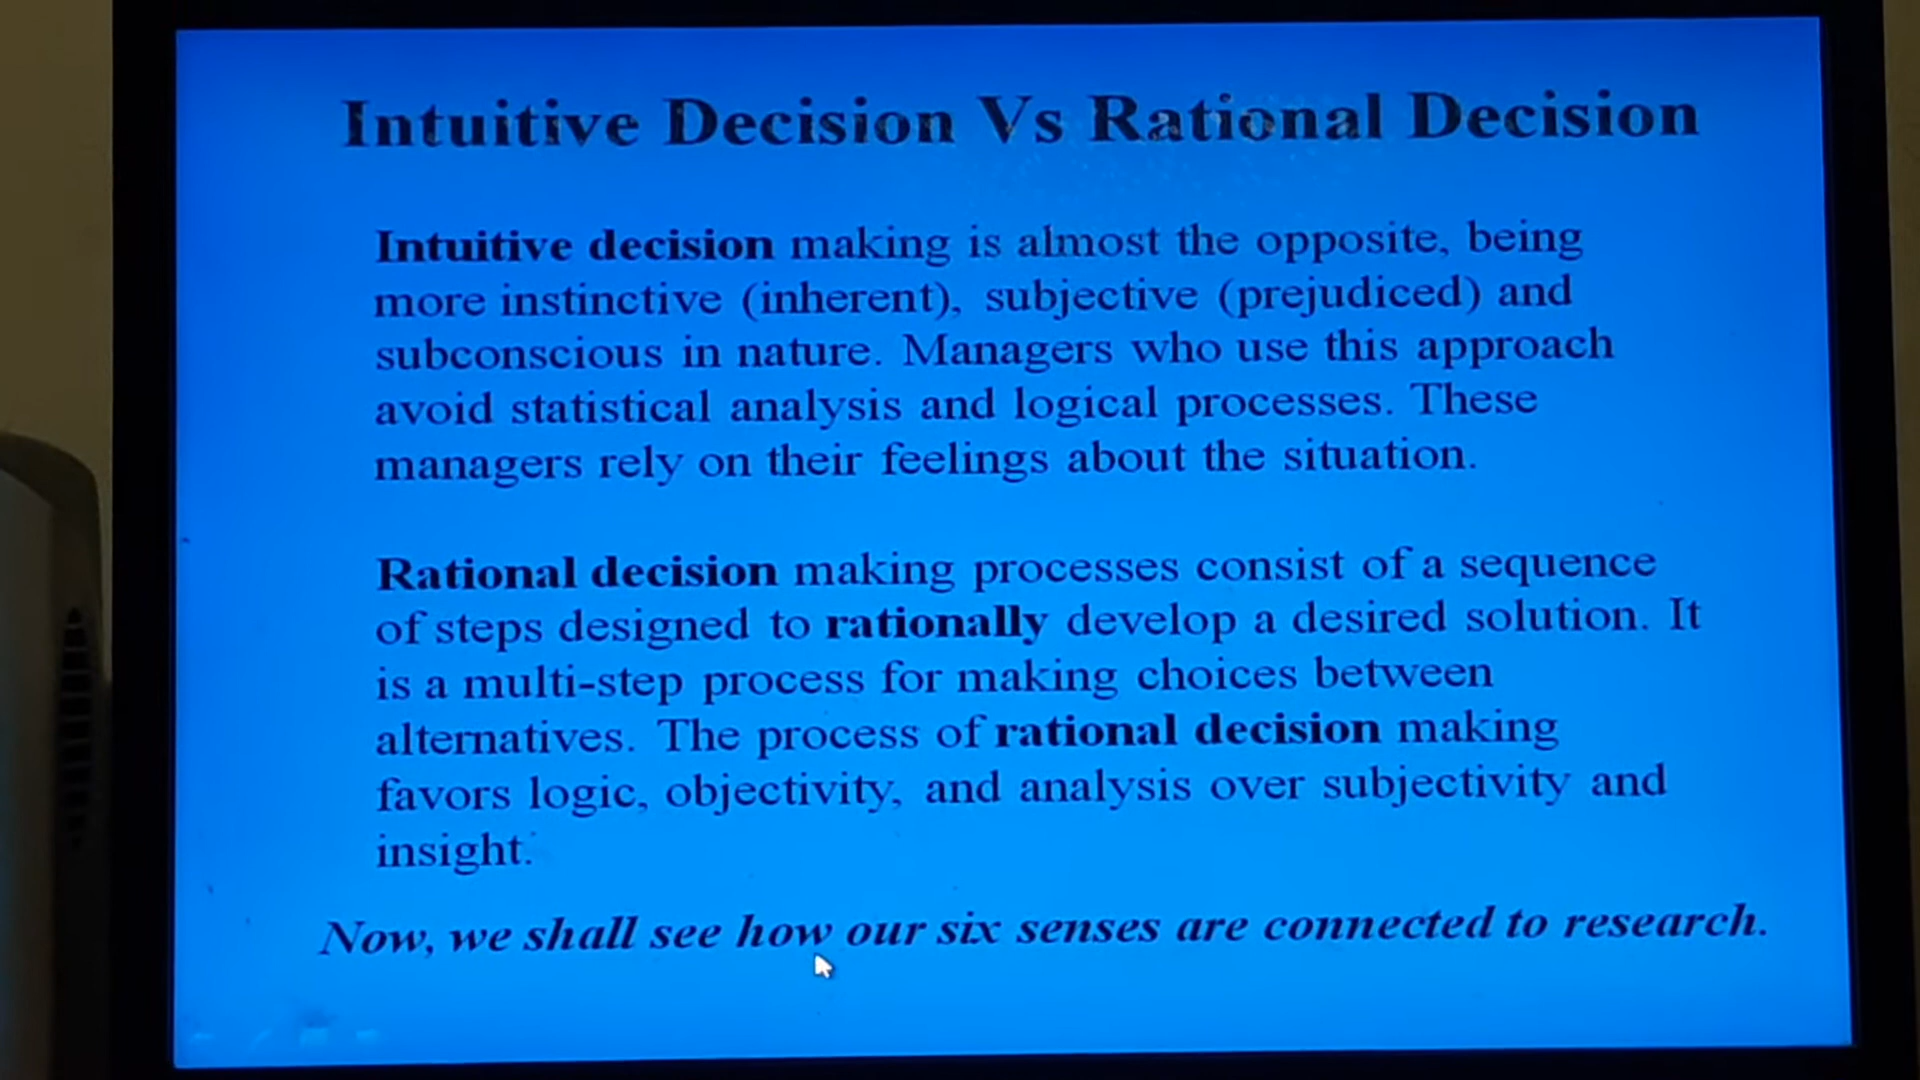 Intuitive Decision Vs Rational Decision
Intuitive decision making is almost the opposite, being
more instinctive (inherent), subjective (prejudiced) and
subconscious in nature. Managers who use this approach
avoid statistical analysis and logical processes. These
managers rely on their feelings about the situation.
Rational decision making processes consist of a sequence
of steps designed to rationally develop a desired solution. It
is a multi-step process for making choices between
alternatives. The process of rational decision making
favors logic, objectivity, and analysis over subjectivity and
insight.
Now, we shall see how our six senses are connected to research.